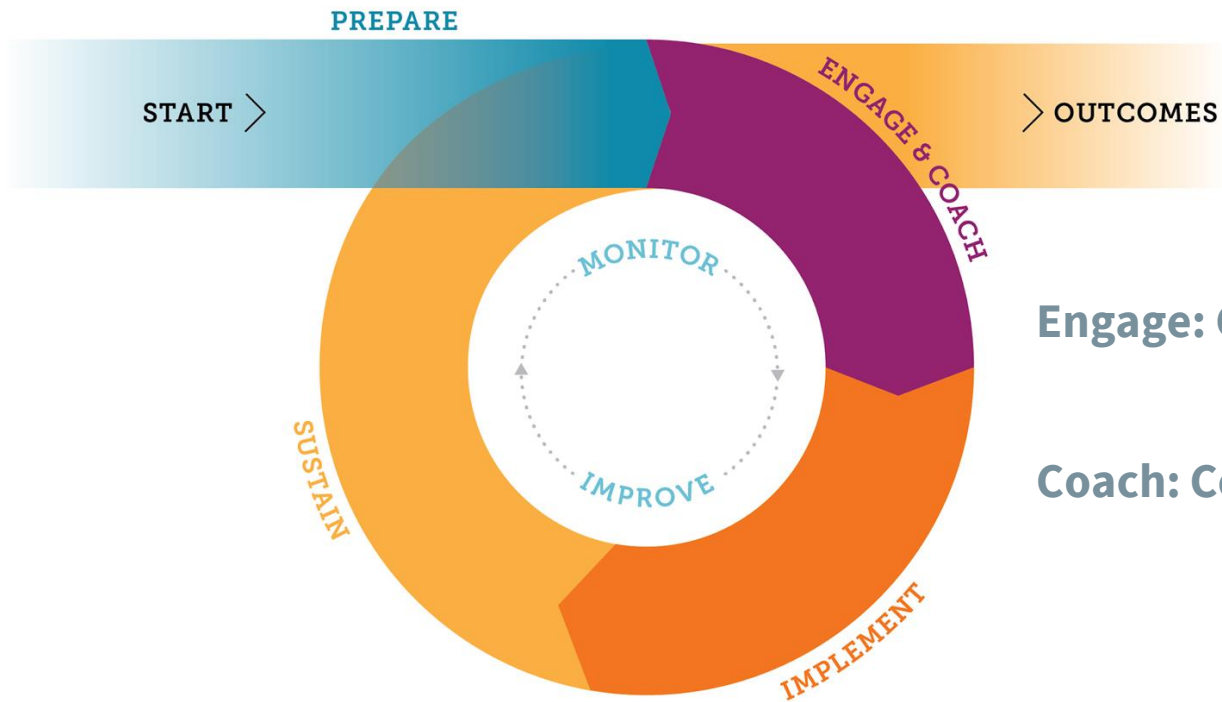 PREPARE
START
OUTCOMES
ENGAGE & COACH
MONITOR
IMPROVE
Engage:
Coach:
SUSTAIN
IMPLEMENT